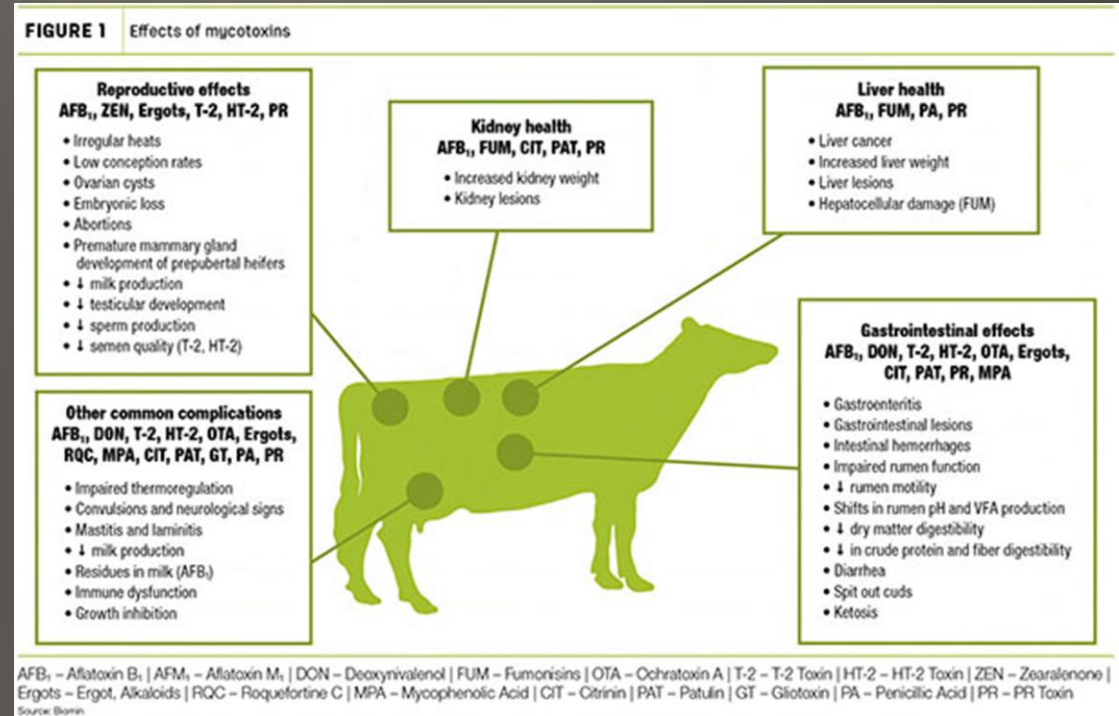 FIGURE 1
Effects of mycotoxins
Reproductive effects
AFB₁, ZEN, Ergots, T-2, HT-2, PR
• Irregular heats
• Low conception rates
• Ovarian cysts
• Embryonic loss
• Abortions
• Premature mammary gland
development of prepubertal heifers
• ↓ milk production
• ↓ testicular development
• ↓ sperm production
• ↓ semen quality (T-2, HT-2)
Kidney health
AFB₁, FUM, CIT, PAT, PR
• Increased kidney weight
• Kidney lesions
Liver health
AFB₁, FUM, PA, PR
• Liver cancer
• Increased liver weight
• Liver lesions
• Hepatocellular damage (FUM)
Other common complications
AFB₁, DON, T-2, HT-2, OTA, Ergots,
RQC, MPA, CIT, PAT, GT, PA, PR
• Impaired thermoregulation
• Convulsions and neurological signs
• Mastitis and laminitis
• ↓ milk production
• Residues in milk (AFB₁)
• Immune dysfunction
• Growth inhibition
Gastrointestinal effects
AFB₁, DON, T-2, HT-2, OTA, Ergots,
CIT, PAT, PR, MPA
• Gastroenteritis
• Gastrointestinal lesions
• Intestinal hemorrhages
• Impaired rumen function
• ↓ rumen motility
• Shifts in rumen pH and VFA production
• ↓ dry matter digestibility
• ↓ in crude protein and fiber digestibility
• Diarrhea
• Spit out cuds
• Ketosis
AFB₁ – Aflatoxin B₁ | AFM₁ – Aflatoxin M₁ | DON – Deoxynivalenol | FUM – Fumonisins | OTA – Ochratoxin A | T-2 – T-2 Toxin | HT-2 – HT-2 Toxin | ZEN – Zearalenone |
Ergots – Ergot, Alkaloids | RQC – Roquefortine C | MPA – Mycophenolic Acid | CIT – Citrinin | PAT – Patulin | GT – Gliotoxin | PA – Penicillic Acid | PR – PR Toxin
Source: Biomin